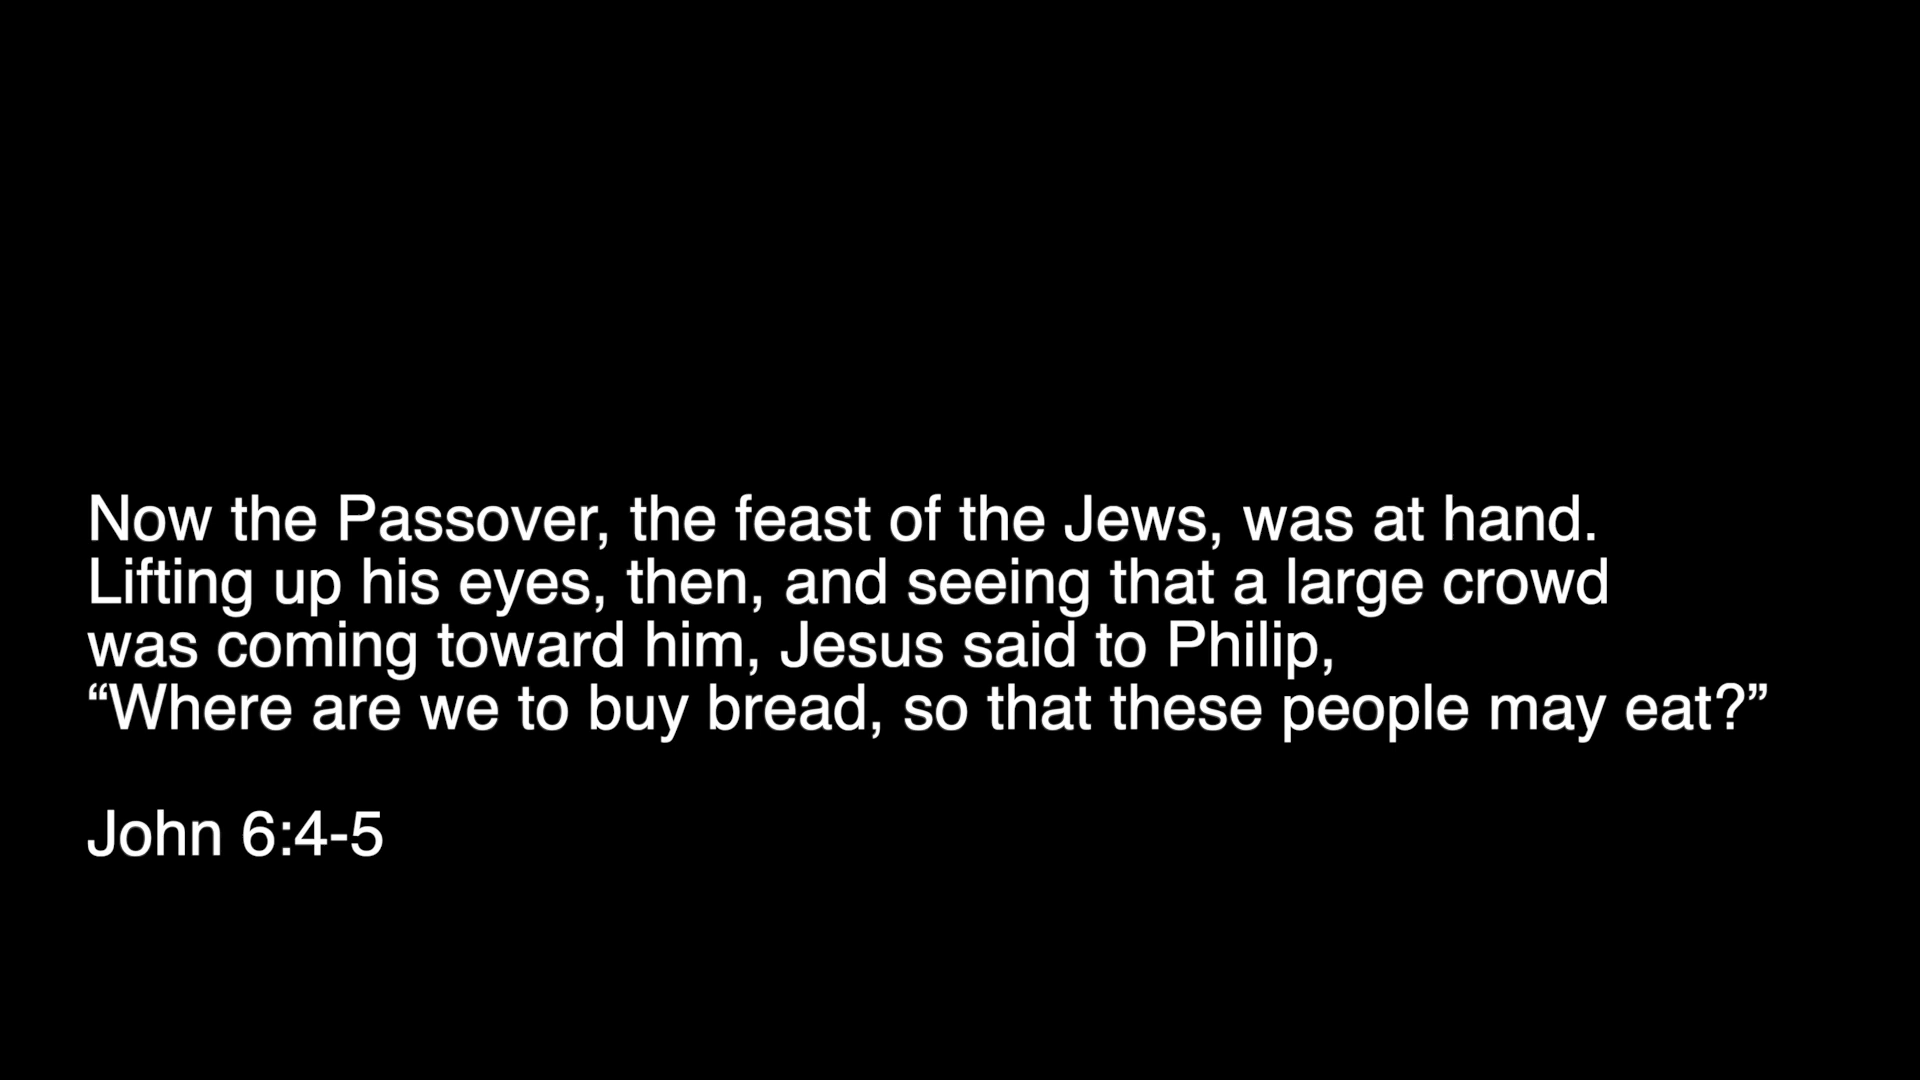 Now the Passover, the feast of the Jews, was at hand.
Lifting up his eyes, then, and seeing that a large crowd
was coming toward him, Jesus said to Philip,
“Where are we to buy bread, so that these people may eat?”
John 6:4-5